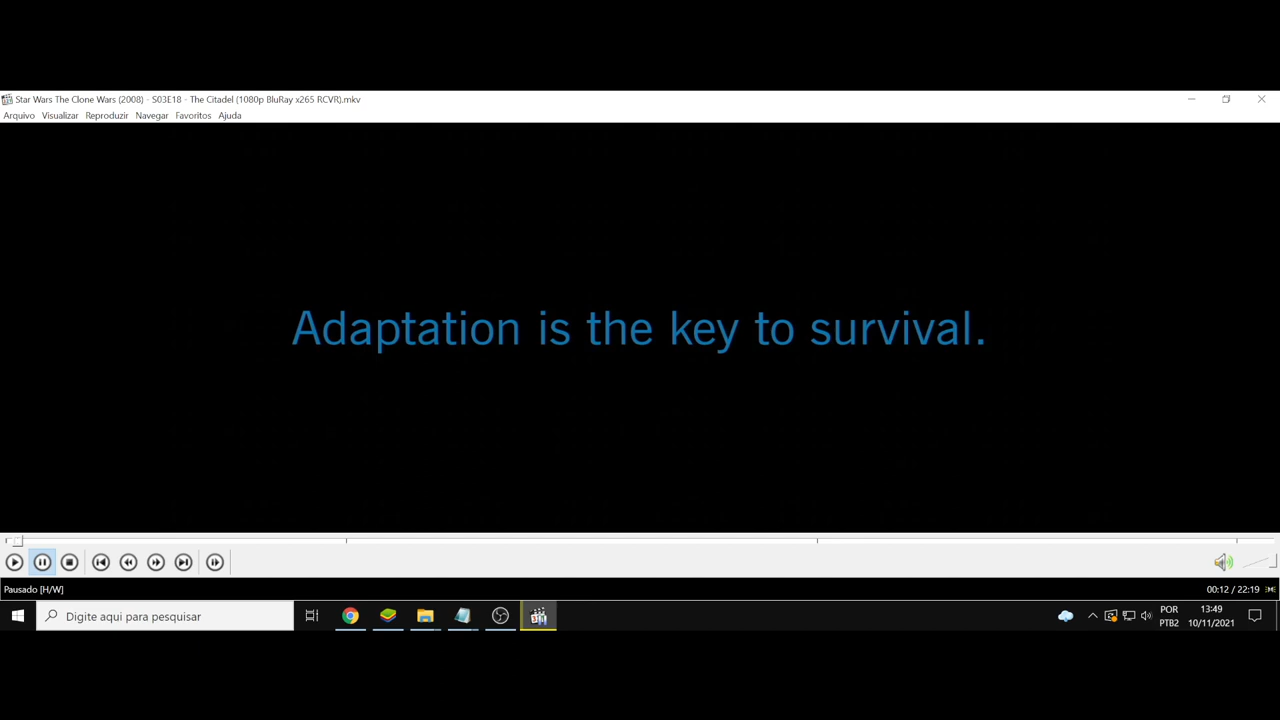 Star Wars The Clone Wars (2008) - S03E18 - The Citadel (1080p BluRay x265 RCVR).mkv
Arquivo Visualizar Reproduzir Navegar Favoritos Ajuda
Adaptation is the key to survival.
Pausado [H/W]
00:12 / 22:19
Digite aqui para pesquisar
POR
PTB2
13:49
10/11/2021